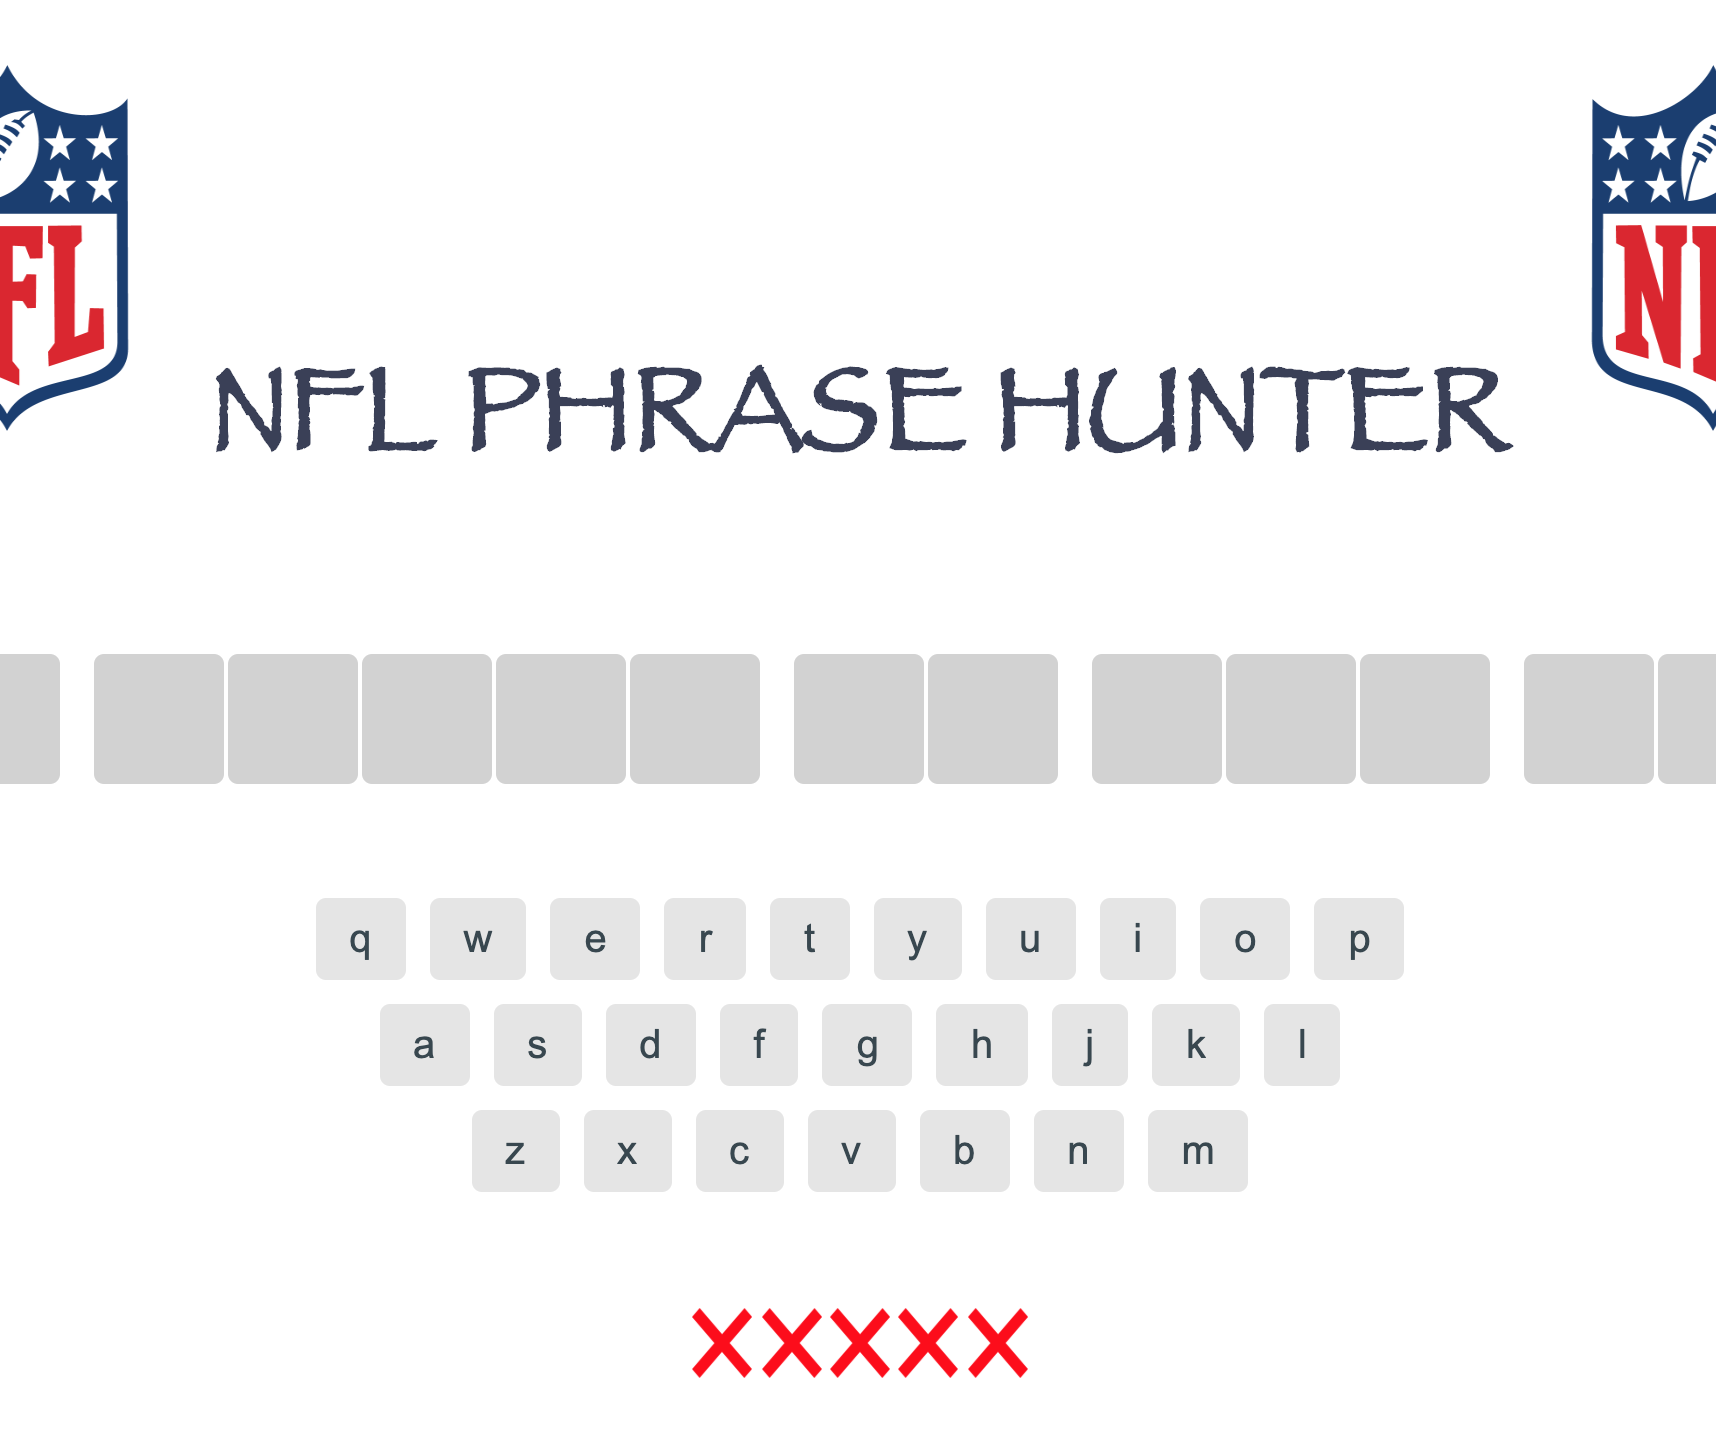 FL
NF
NFL PHRASE HUNTER
q w e r t y u i o p
a s d f g h j k l
z x c v b n m
XXXXX